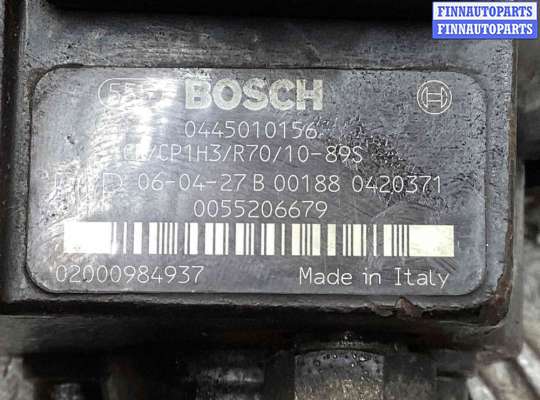 FINNAUTOPARTS
FINNAUTOPARTS
BOSCH
0445010156
/CP1H3/R70/10-89S
06-04-27 B 00188 0420371
0055206679
02000984937 Made in Italy